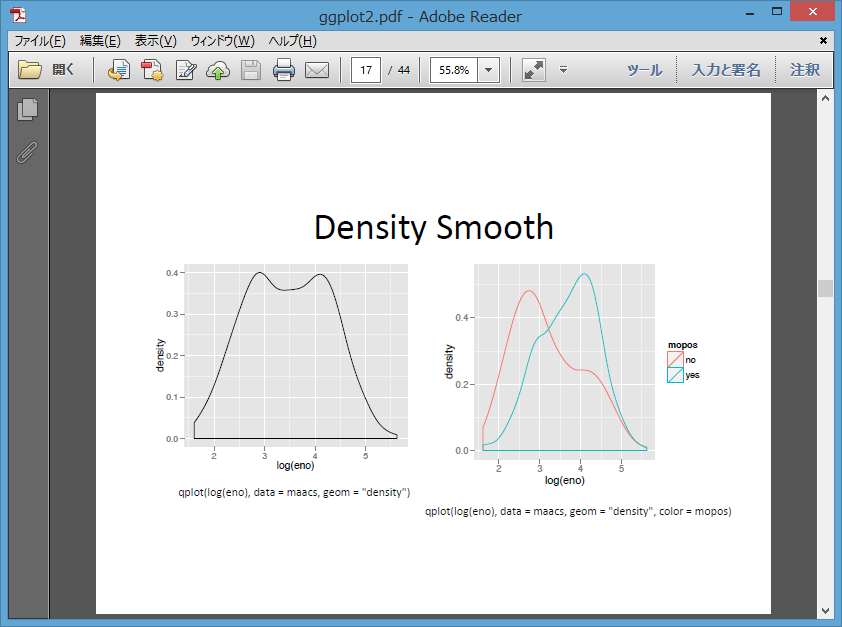 ggplot2.pdf - Adobe Reader
ファイル(F) 編集(E) 表示(V) ウィンドウ(W) ヘルプ(H)
開く 17 / 44 55.8% ツール 入力と署名 注釈
Density Smooth
density
0.4
0.3
0.2
0.1
0.0
2 3 4 5
log(eno)
qplot(log(eno), data = maacs, geom = "density")
density
0.4
0.2
0.0
2 3 4 5
log(eno)
mopos
no
yes
qplot(log(eno), data = maacs, geom = "density", color = mopos)